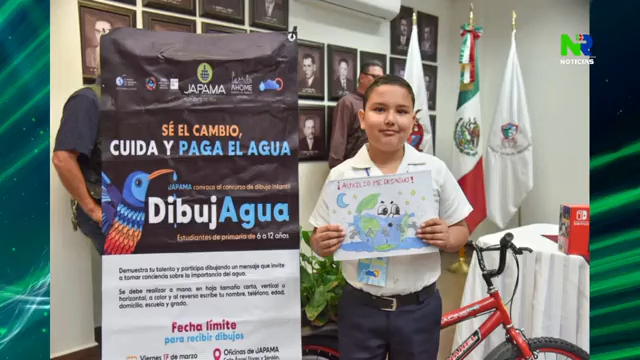 NR
NOTICIAS
JAPAMA
AHOME
SÉ EL CAMBIO,
CUIDA Y PAGA EL AGUA
JAPAMA convoca al concurso de dibujo infantil
DibujAgua
Estudiantes de primaria de 6 a 12 años
Demuestra tu talento y participa dibujando un mensaje que invite
a tomar conciencia sobre la importancia del agua.
Se debe realizar a mano, en hoja tamaño carta, vertical u
horizontal, a color y al reverso escribe tu nombre, teléfono, edad,
domicilio, escuela y grado.
Fecha límite
para recibir dibujos
Viernes 17 de marzo
Oficinas de JAPAMA
¡AUXILIO ME DESAGUO!